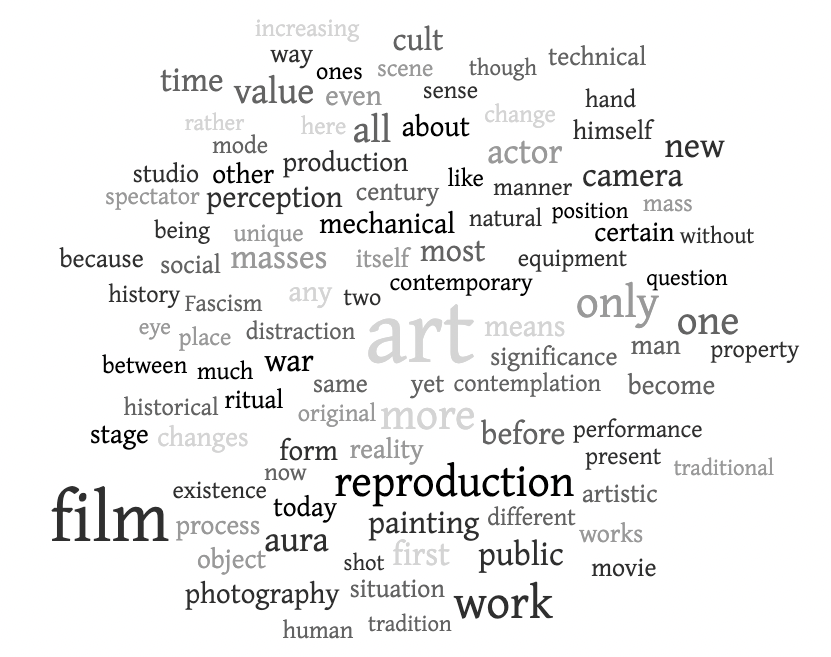 increasing
cult
way
technical
ones scene though
time value even sense
hand
rather here all about change himself
mode
actor new
studio other production like manner camera
spectator perception century mass
being unique mechanical natural position
certain without
because social masses itself most equipment
history Fascism any two contemporary question
only
eye place distraction art means one
between much war significance man property
same yet contemplation become
historical ritual original more
stage changes before performance
form reality present traditional
now
film existence reproduction artistic
today
process painting different works
aura
object shot first public movie
photography situation work
human tradition